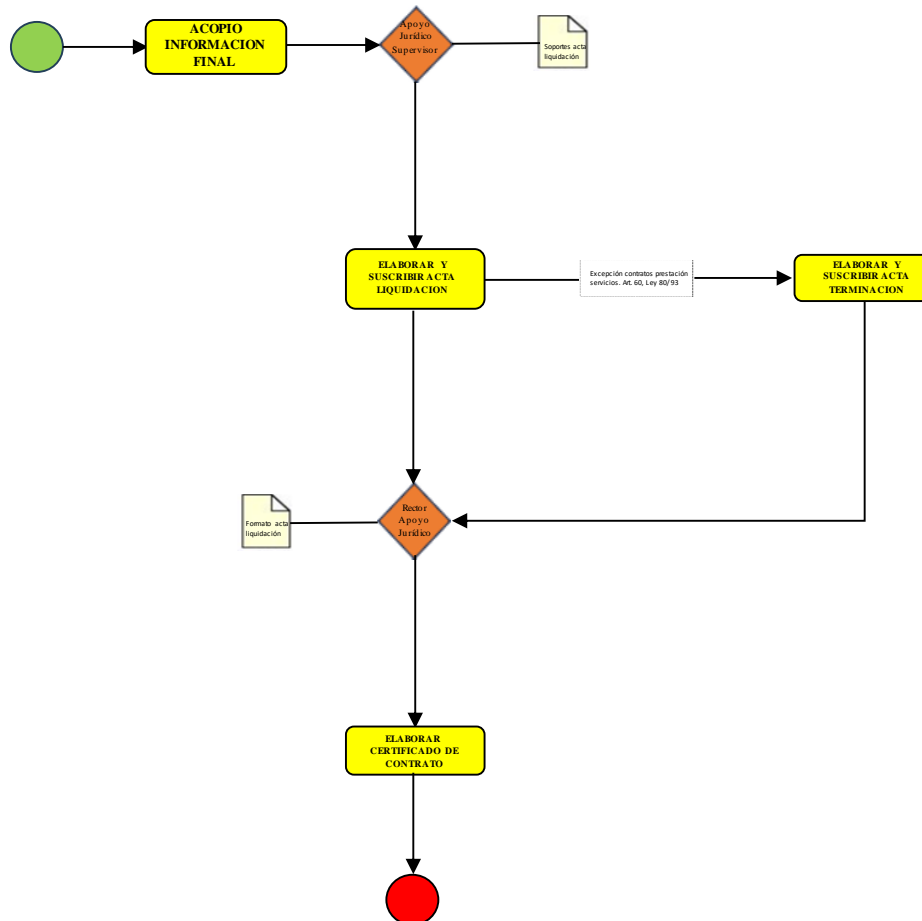 ACOPIO
INFORMACION
FINAL
Apoyo
Jurídico
Supervisor
Soportes acta
liquidación
ELABORAR Y
SUSCRIBIR ACTA
LIQUIDACION
Excepción contratos prestación
servicios. Art. 60, Ley 80/93
ELABORAR Y
SUSCRIBIR ACTA
TERMINACION
Formato acta
liquidación
Rector
Apoyo
Jurídico
ELABORAR
CERTIFICADO DE
CONTRATO